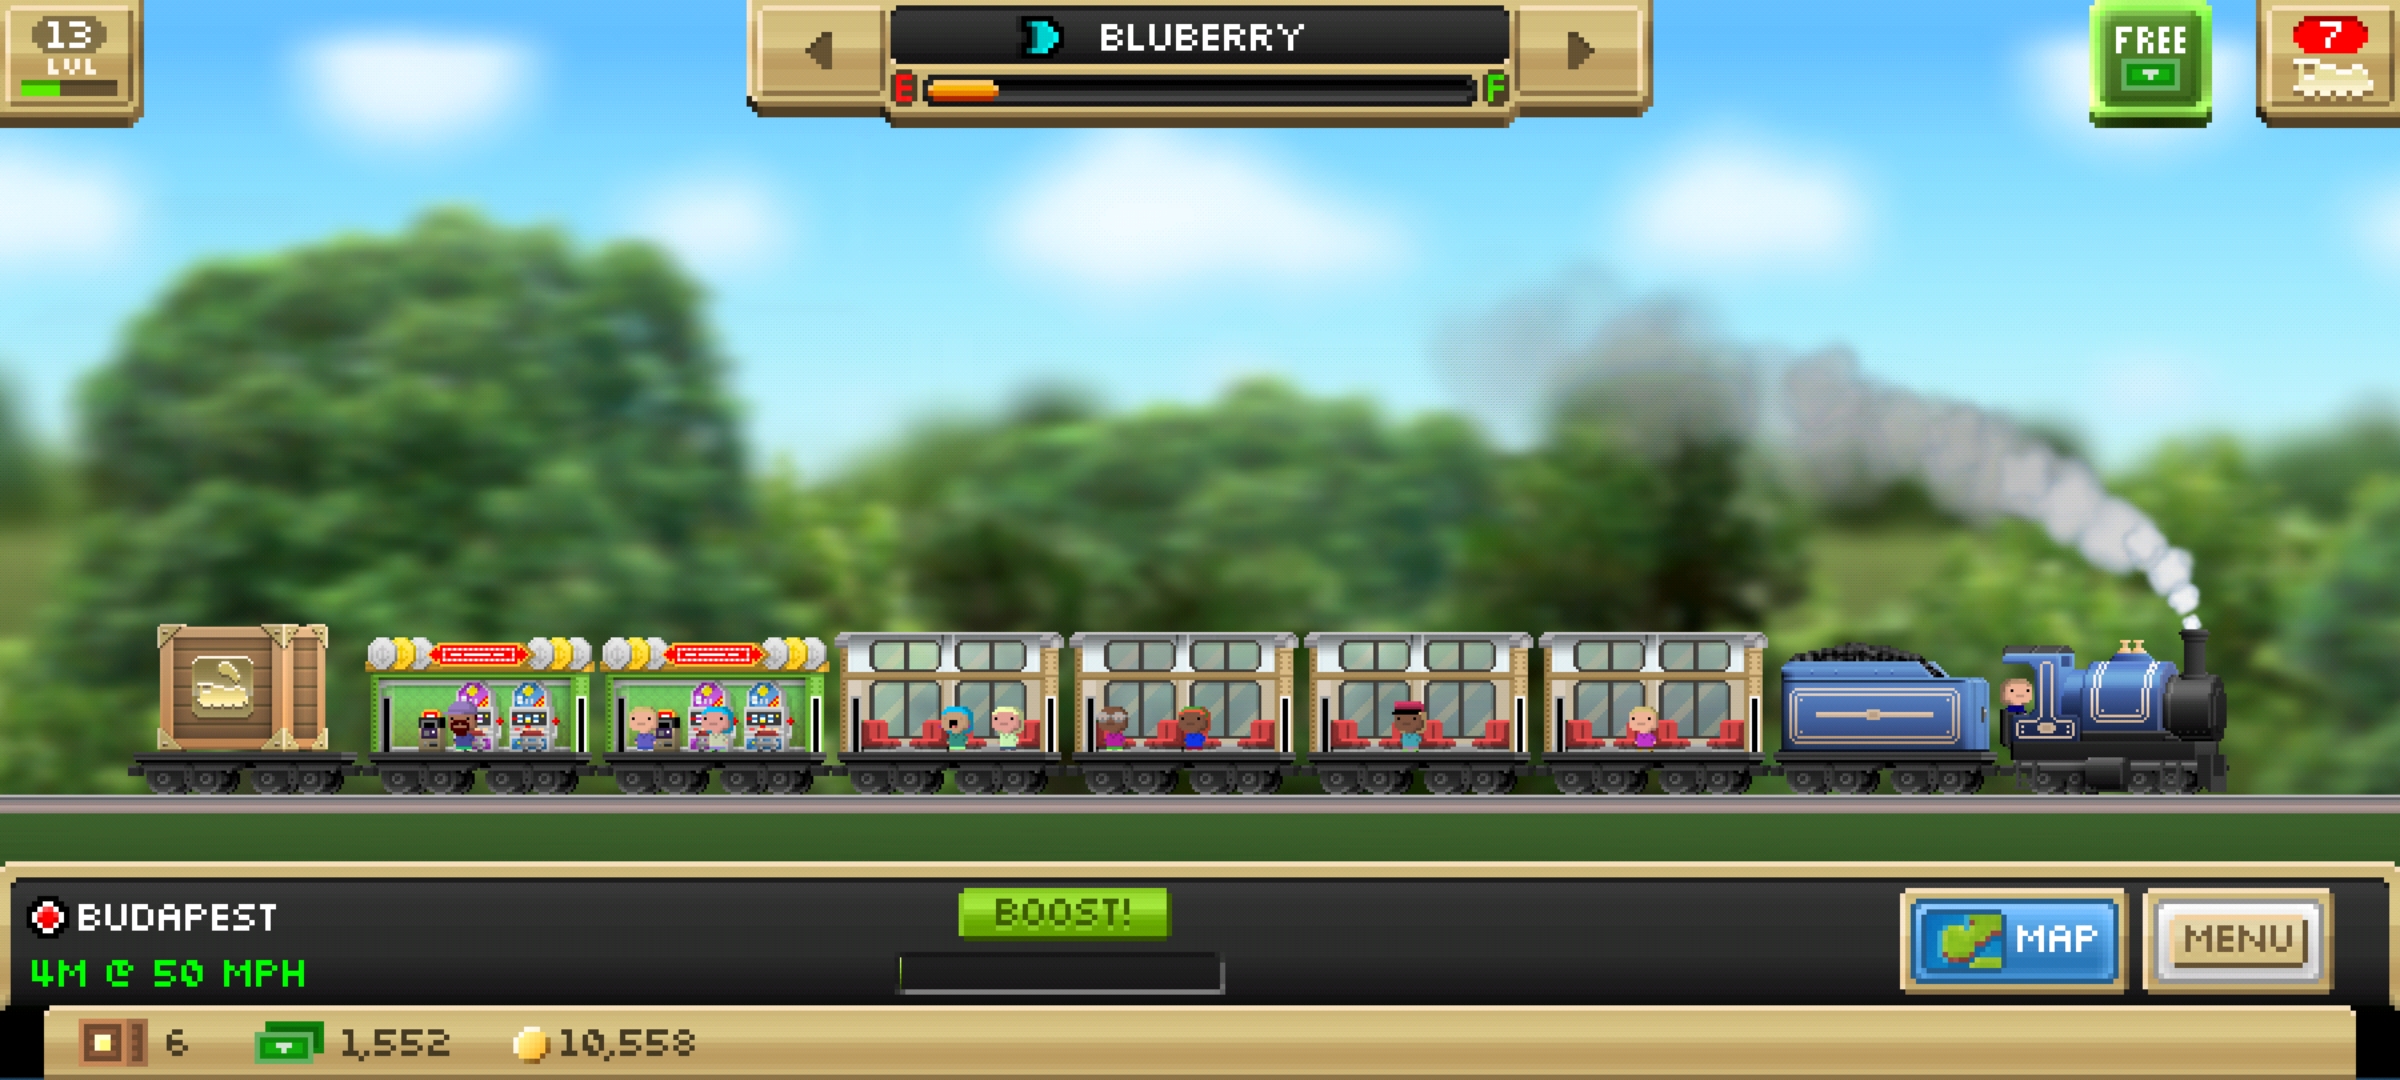 13
LVL
BLUBERRY
E
F
FREE
7
BUDAPEST
4M @ 50 MPH
BOOST!
MAP
MENU
6
1,552
10,558